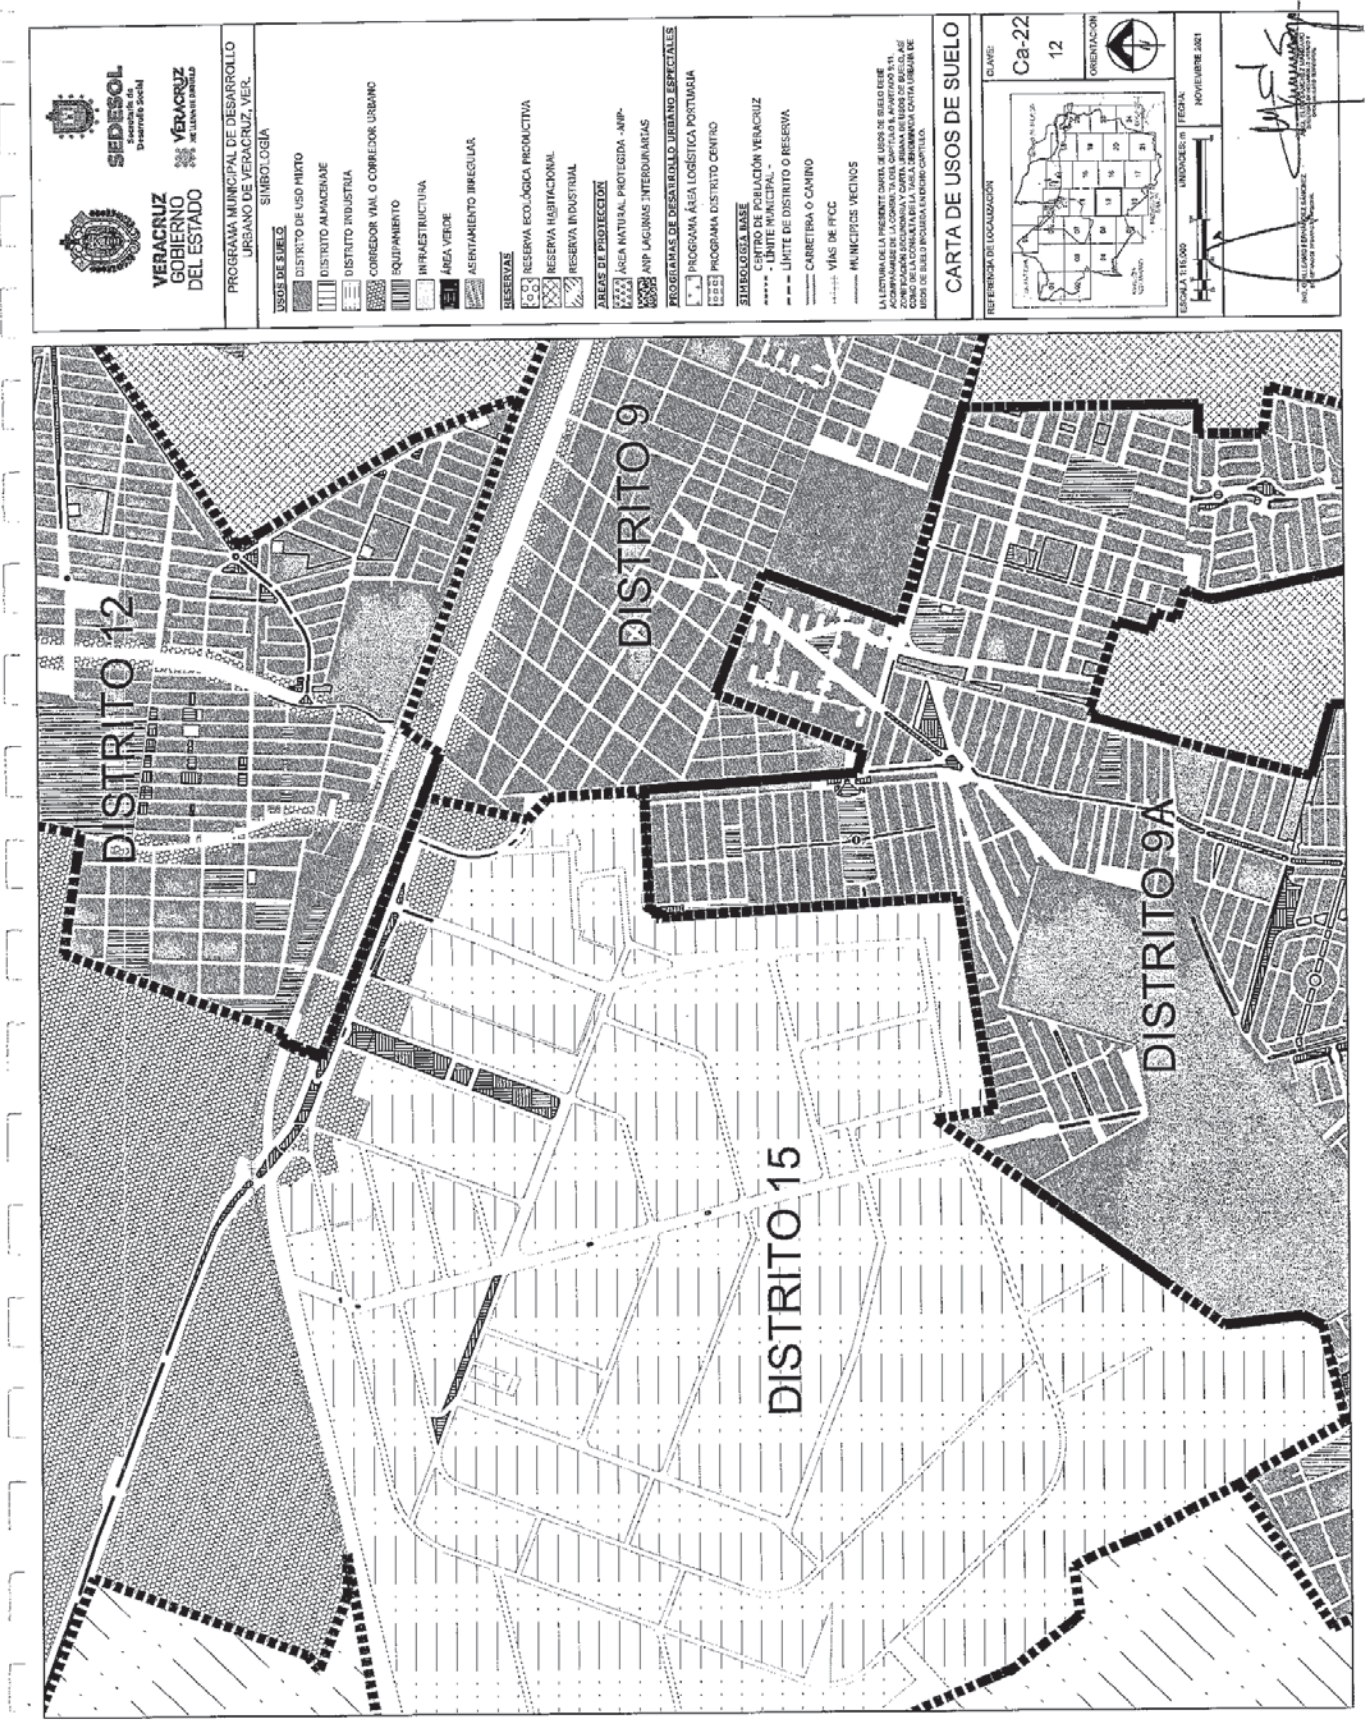 SEDESOL
Secretaría de
Desarrollo Social
VERACRUZ
GOBIERNO
DEL ESTADO
VERACRUZ
PROGRAMA MUNICIPAL DE DESARROLLO
URBANO DE VERACRUZ, VER.
SIMBOLOGÍA
USOS DE SUELO
DISTRITO DE USO MIXTO
DISTRITO ALMACENAJE
DISTRITO INDUSTRIA
CORREDOR VIAL O CORREDOR URBANO
EQUIPAMIENTO
INFRAESTRUCTURA
ÁREA VERDE
ASENTAMIENTO IRREGULAR
RESERVAS
RESERVA ECOLÓGICA PRODUCTIVA
RESERVA HABITACIONAL
RESERVA INDUSTRIAL
ÁREAS DE PROTECCIÓN
ÁREA NATURAL PROTEGIDA -ANP-
ANP LAGUNAS INTERDUNARIAS
PROGRAMAS DE DESARROLLO URBANO ESPECIALES
PROGRAMA ÁREA LOGÍSTICA PORTUARIA
PROGRAMA DISTRITO CENTRO
SIMBOLOGÍA BASE
CENTRO DE POBLACIÓN VERACRUZ
- LÍMITE MUNICIPAL -
LÍMITE DE DISTRITO O RESERVA
CARRETERA O CAMINO
VÍAS DE FFCC
MUNICIPIOS VECINOS
CARTA DE USOS DE SUELO
REFERENCIA DE LOCALIZACIÓN
CLAVE:
Ca-22
12
ORIENTACIÓN
ESCALA 1:15,000
UNIDADES: m
FECHA:
NOVIEMBRE 2021
DISTRITO 12
DISTRITO 9
DISTRITO 9A
DISTRITO 15